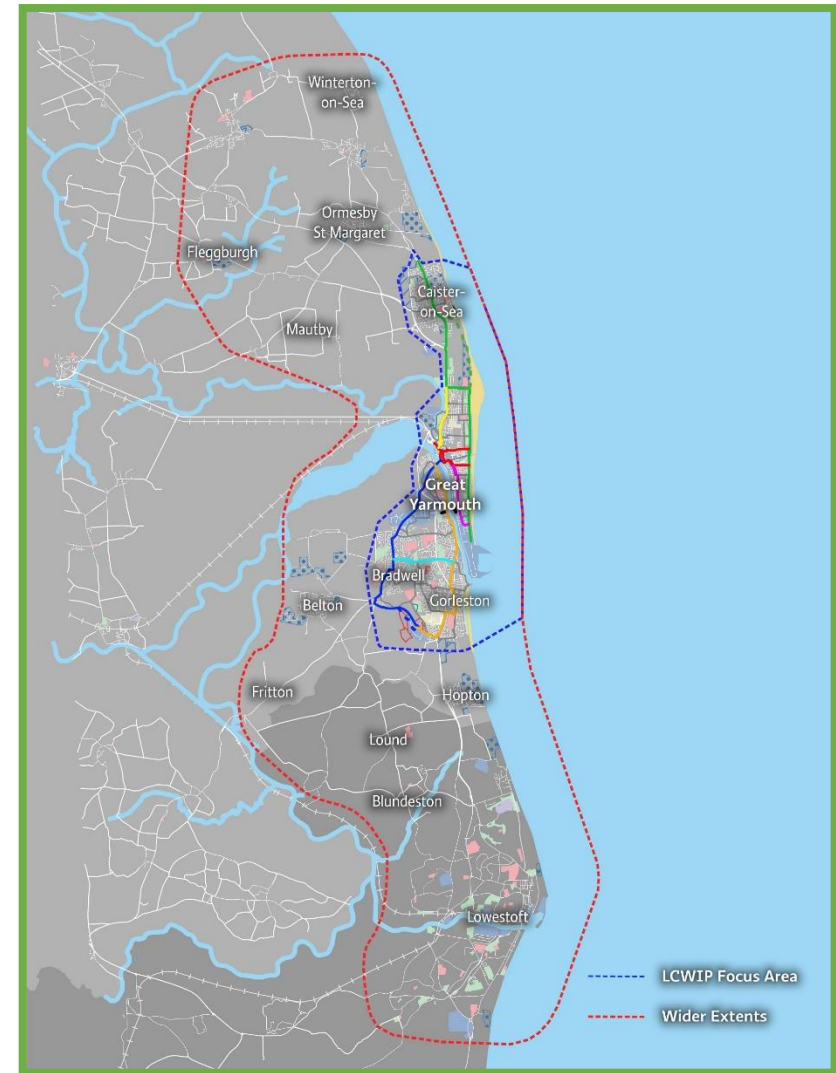 Winterton-
on-Sea
Ormesby
St Margaret
Fleggburgh
Caister-
on-Sea
Mautby
Great
Yarmouth
Bradwell
Belton
Gorleston
Fritton
Hopton
Lound
Blundeston
Lowestoft
LCWIP Focus Area
Wider Extents